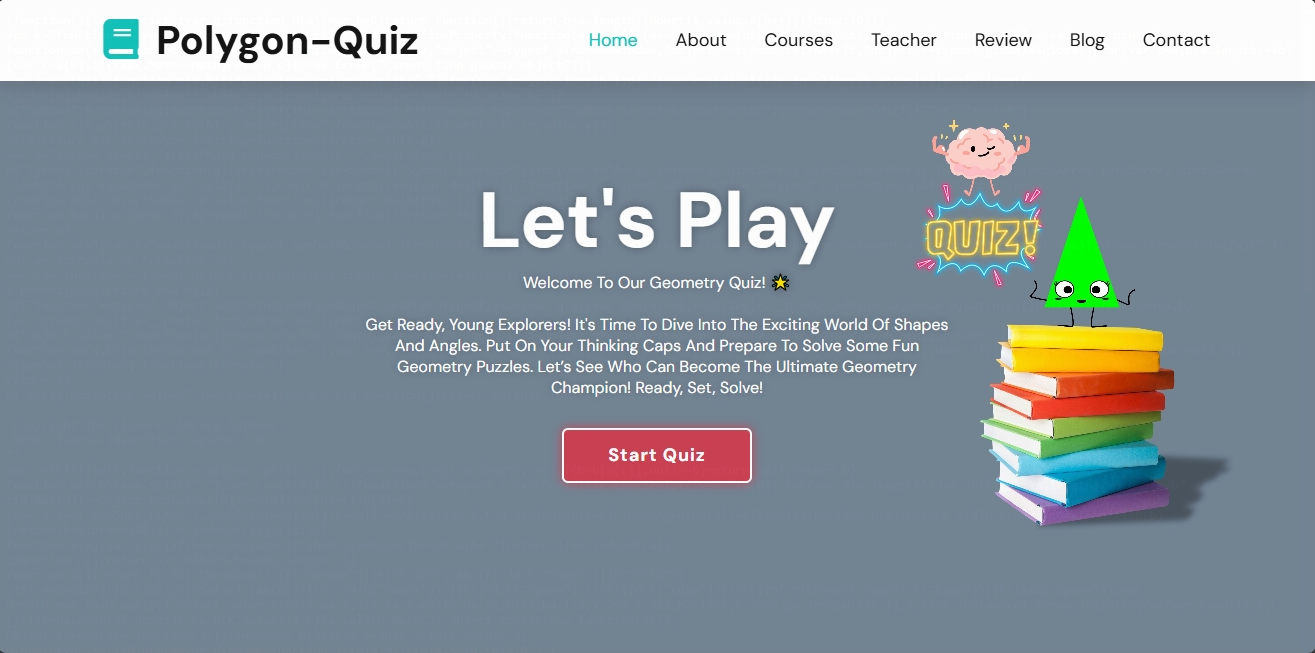 Polygon-Quiz
Home About Courses Teacher Review Blog Contact
Let's Play
Welcome To Our Geometry Quiz! 🌟
Get Ready, Young Explorers! It's Time To Dive Into The Exciting World Of Shapes
And Angles. Put On Your Thinking Caps And Prepare To Solve Some Fun
Geometry Puzzles. Let’s See Who Can Become The Ultimate Geometry
Champion! Ready, Set, Solve!
Start Quiz
QUIZ!